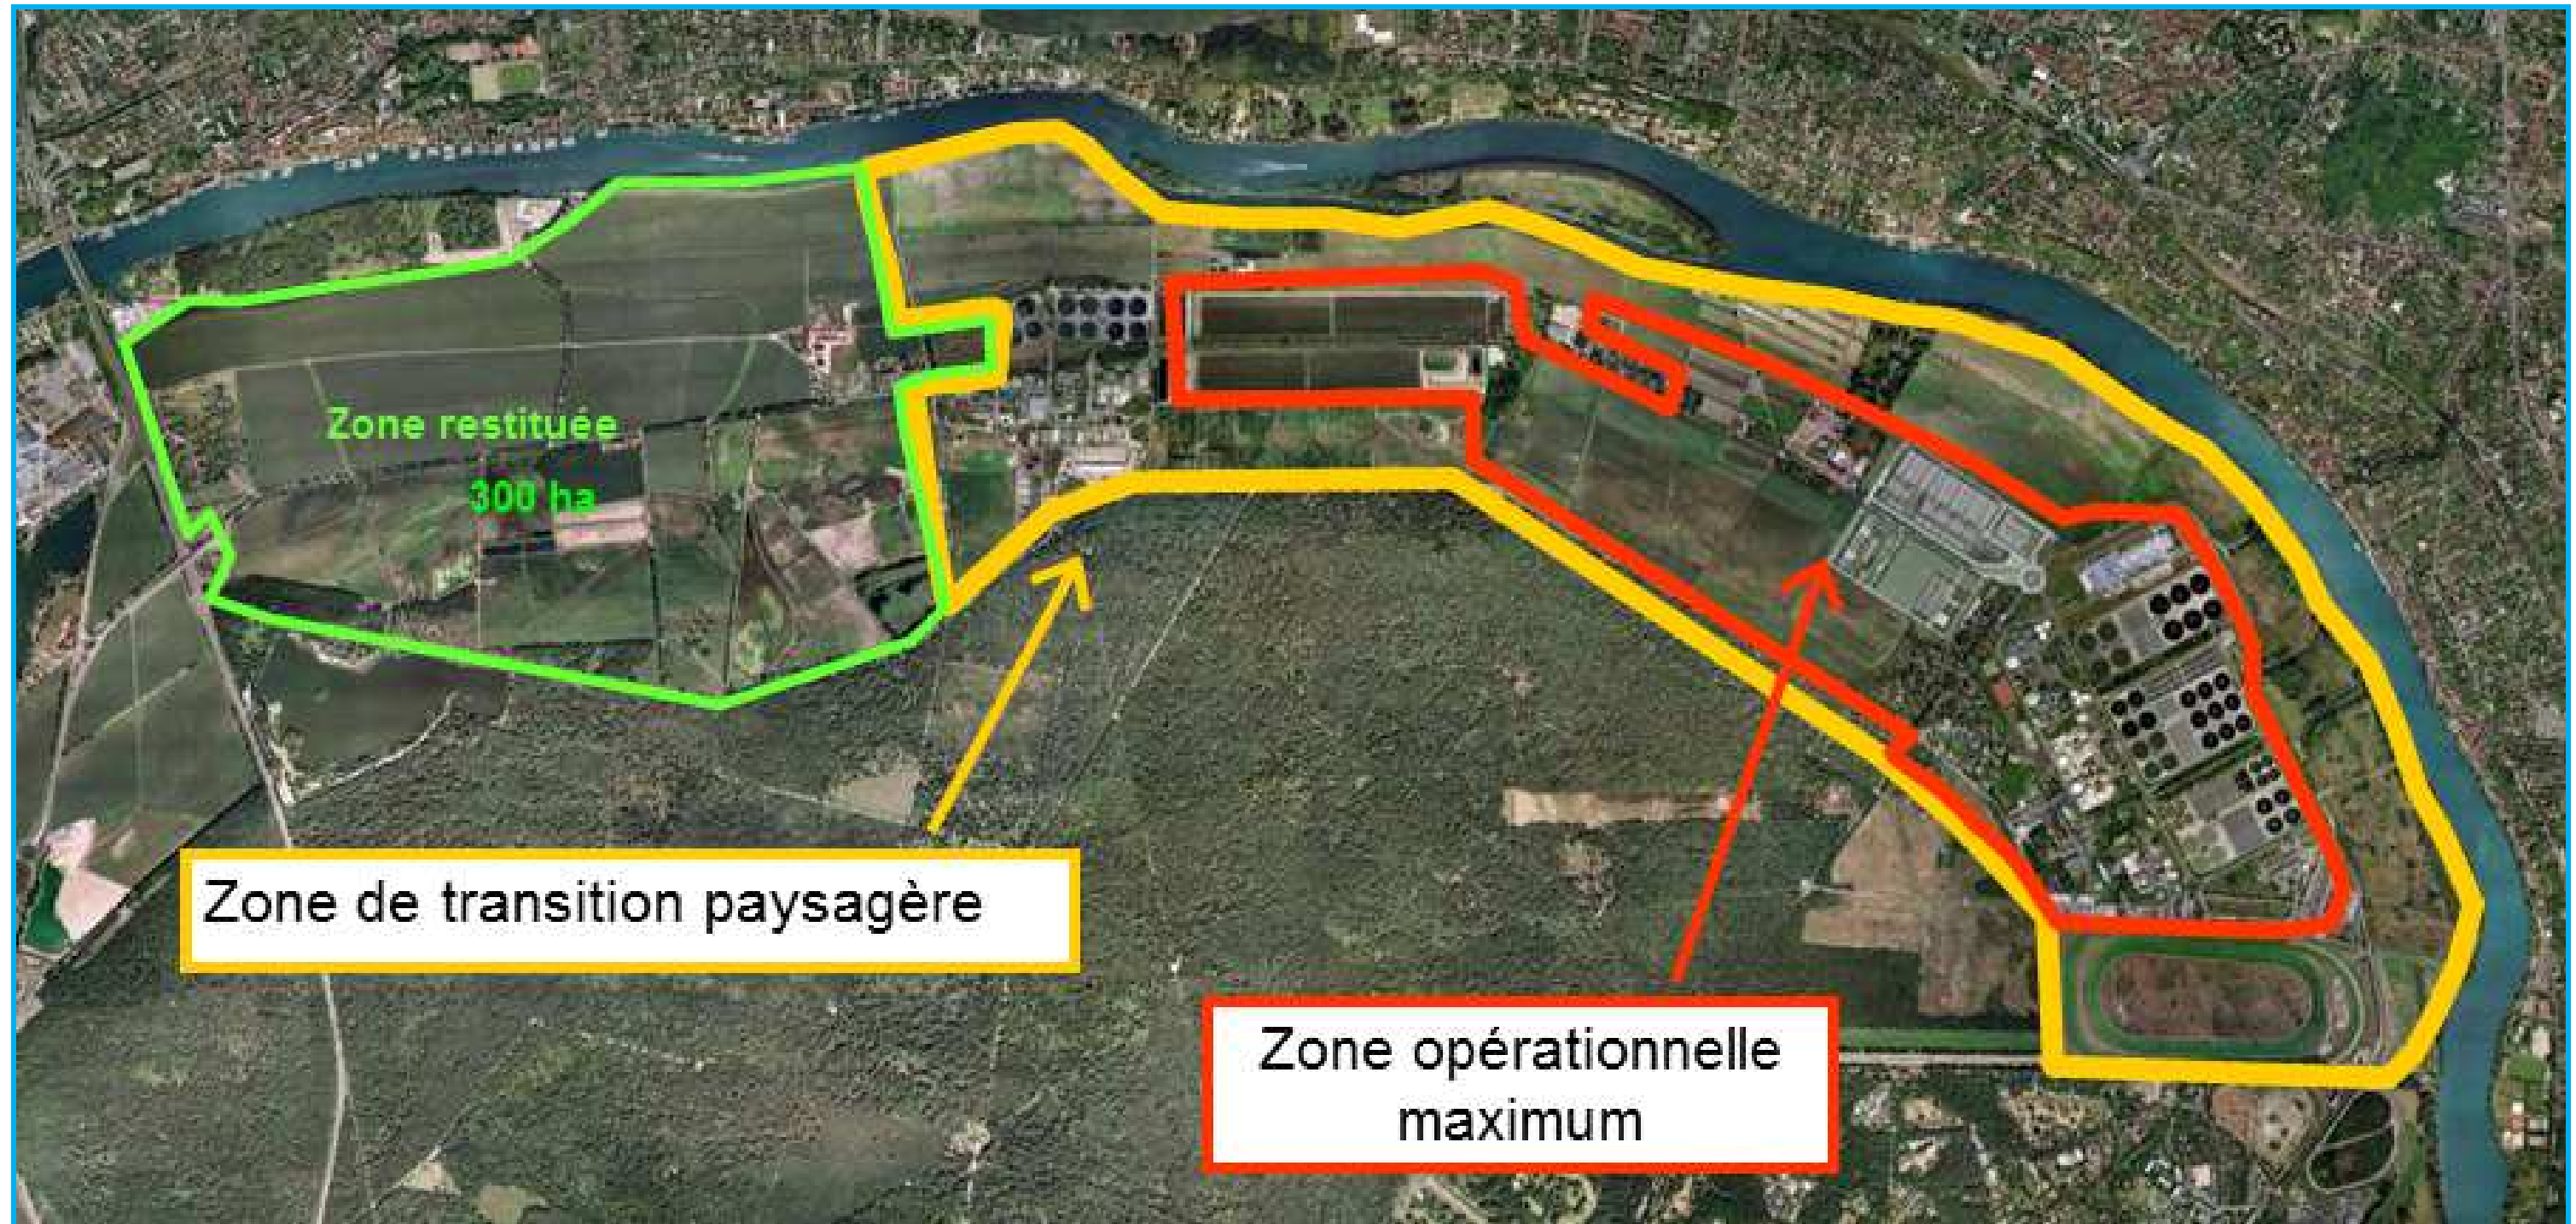 Zone restituée
300 ha
Zone de transition paysagère
Zone opérationnelle
maximum